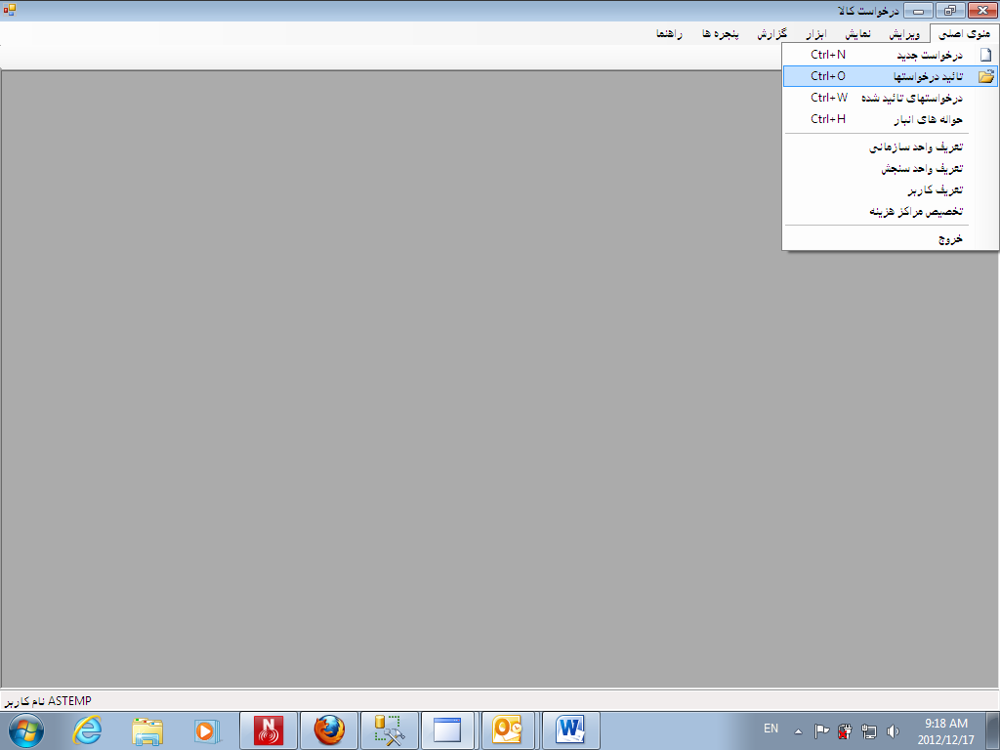 درخواست کالا
منوی اصلی ویرایش نمایش ابزار گزارش پنجره ها راهنما
درخواست جدید Ctrl+N
تائید درخواستها Ctrl+O
درخواستهای تائید شده Ctrl+W
حواله های انبار Ctrl+H
تعریف واحد سازمانی
تعریف واحد سنجش
تعریف کاربر
تخصیص مراکز هزینه
خروج
نام کاربر ASTEMP
EN
9:18 AM
2012/12/17